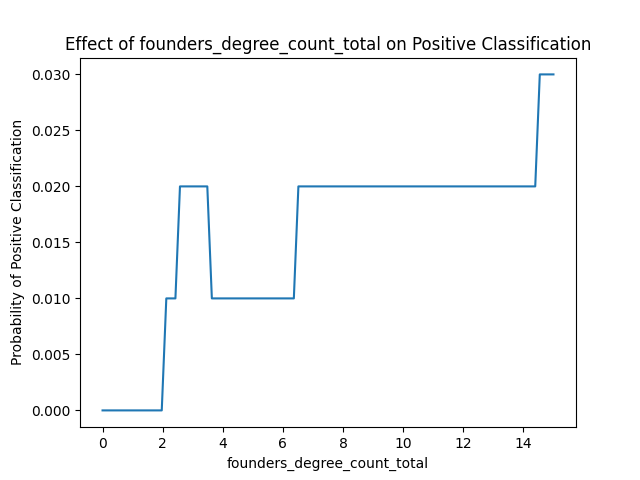 Effect of founders_degree_count_total on Positive Classification
Probability of Positive Classification
0.030
0.025
0.020
0.015
0.010
0.005
0.000
0 2 4 6 8 10 12 14
founders_degree_count_total